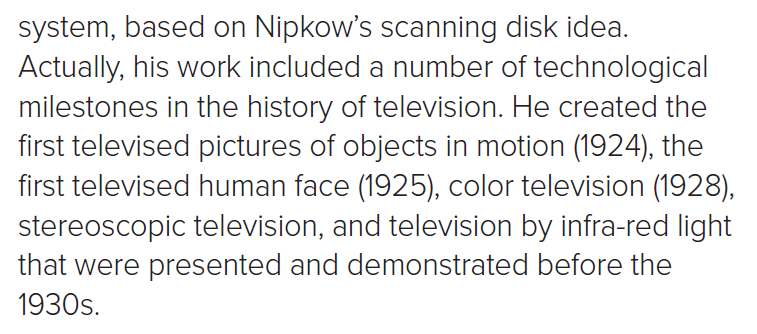 system, based on Nipkow’s scanning disk idea.
Actually, his work included a number of technological
milestones in the history of television. He created the
first televised pictures of objects in motion (1924), the
first televised human face (1925), color television (1928),
stereoscopic television, and television by infra-red light
that were presented and demonstrated before the
1930s.